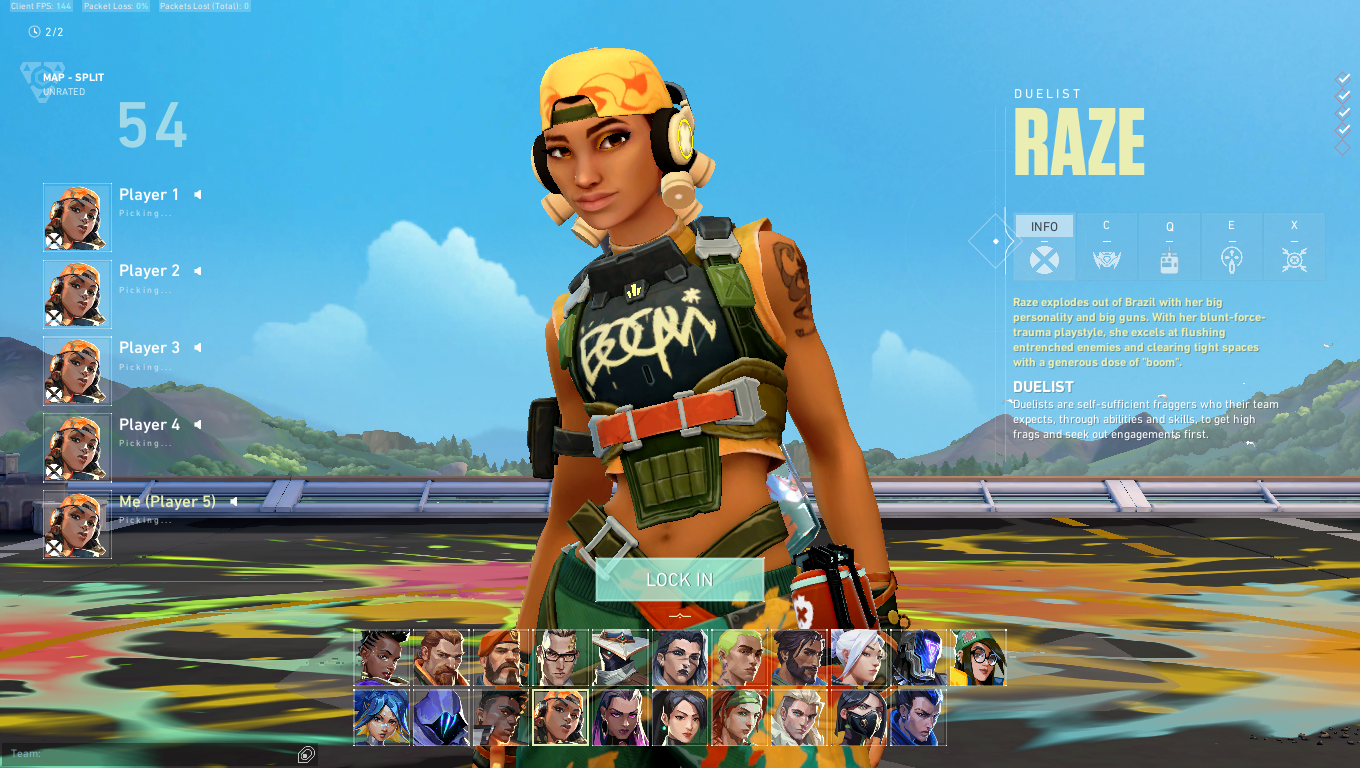 Client FPS: 144 Packet Loss: 0% Packets Lost (Total): 0
2/2
MAP - SPLIT
UNRATED
54
Player 1
Picking...
Player 2
Picking...
Player 3
Picking...
Player 4
Picking...
Me (Player 5)
Picking...
Team:
BOOM
LOCK IN
DUELIST
RAZE
INFO C Q E X
Raze explodes out of Brazil with her big
personality and big guns. With her blunt-force-
trauma playstyle, she excels at flushing
entrenched enemies and clearing tight spaces
with a generous dose of "boom".
DUELIST
Duelists are self-sufficient fraggers who their team
expects, through abilities and skills, to get high
frags and seek out engagements first.